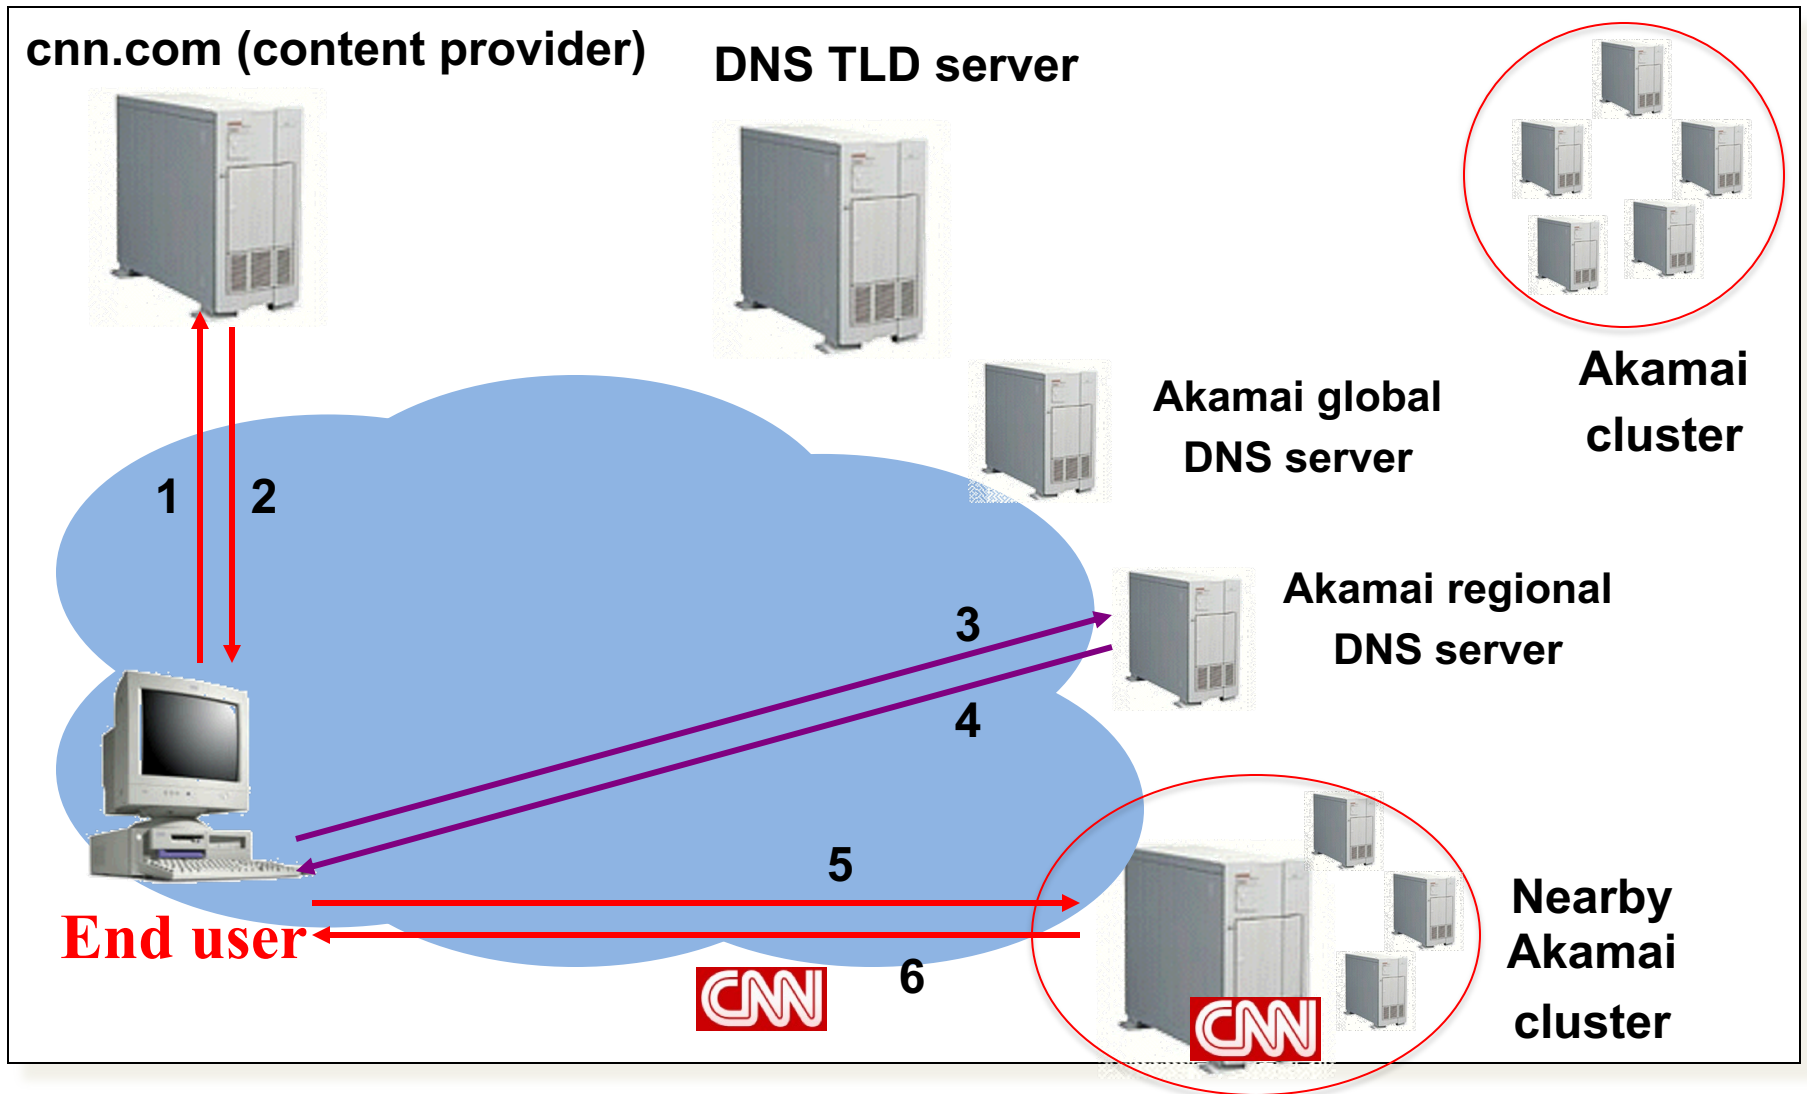 cnn.com (content provider)
DNS TLD server
Akamai
cluster
Akamai global
DNS server
1
2
Akamai regional
DNS server
3
4
5
End user
6
CNN
CNN
Nearby
Akamai
cluster